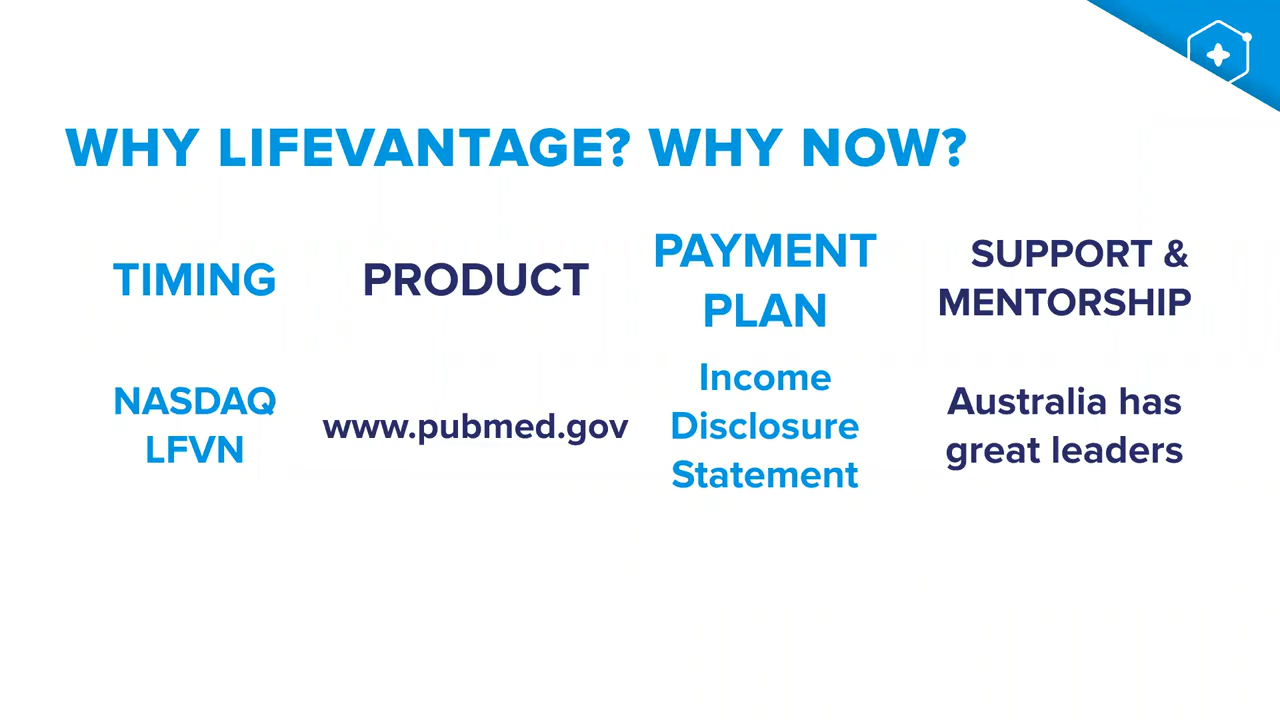 WHY LIFEVANTAGE? WHY NOW?
TIMING
NASDAQ
LFVN
PRODUCT
www.pubmed.gov
PAYMENT
PLAN
Income
Disclosure
Statement
SUPPORT &
MENTORSHIP
Australia has
great leaders